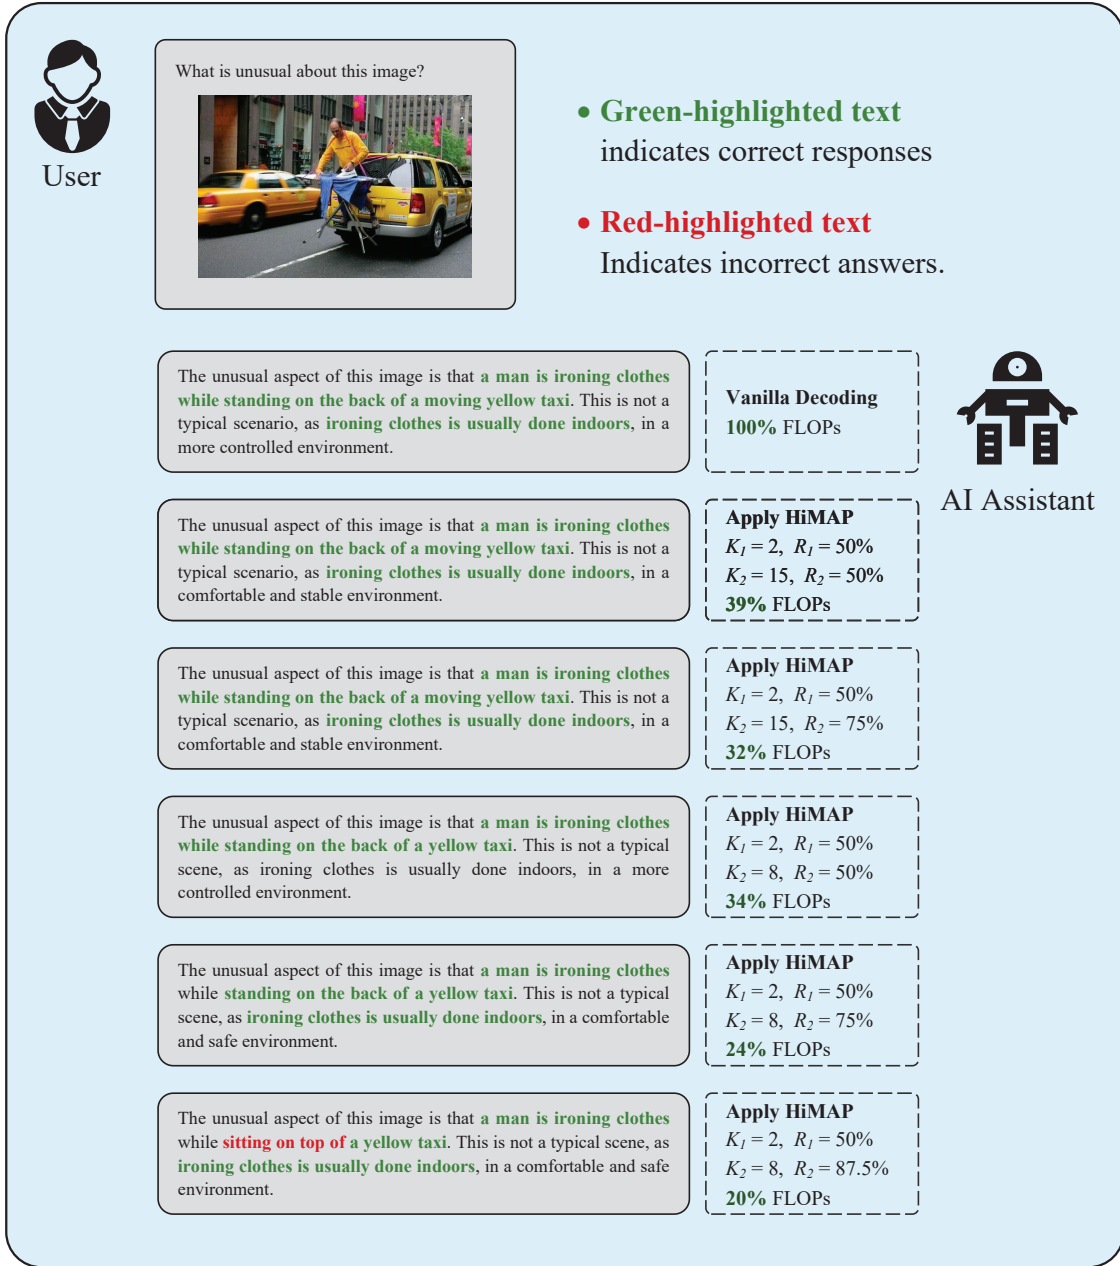 What is unusual about this image?
User
• Green-highlighted text
indicates correct responses
• Red-highlighted text
Indicates incorrect answers.
The unusual aspect of this image is that a man is ironing clothes
while standing on the back of a moving yellow taxi. This is not a
typical scenario, as ironing clothes is usually done indoors, in a
more controlled environment.
Vanilla Decoding
100% FLOPs
AI Assistant
The unusual aspect of this image is that a man is ironing clothes
while standing on the back of a moving yellow taxi. This is not a
typical scenario, as ironing clothes is usually done indoors, in a
comfortable and stable environment.
Apply HiMAP
K₁ = 2, R₁ = 50%
K₂ = 15, R₂ = 50%
39% FLOPs
The unusual aspect of this image is that a man is ironing clothes
while standing on the back of a moving yellow taxi. This is not a
typical scenario, as ironing clothes is usually done indoors, in a
comfortable and stable environment.
Apply HiMAP
K₁ = 2, R₁ = 50%
K₂ = 15, R₂ = 75%
32% FLOPs
The unusual aspect of this image is that a man is ironing clothes
while standing on the back of a yellow taxi. This is not a typical
scene, as ironing clothes is usually done indoors, in a more
controlled environment.
Apply HiMAP
K₁ = 2, R₁ = 50%
K₂ = 8, R₂ = 50%
34% FLOPs
The unusual aspect of this image is that a man is ironing clothes
while standing on the back of a yellow taxi. This is not a typical
scene, as ironing clothes is usually done indoors, in a comfortable
and safe environment.
Apply HiMAP
K₁ = 2, R₁ = 50%
K₂ = 8, R₂ = 75%
24% FLOPs
The unusual aspect of this image is that a man is ironing clothes
while sitting on top of a yellow taxi. This is not a typical scene, as
ironing clothes is usually done indoors, in a comfortable and safe
environment.
Apply HiMAP
K₁ = 2, R₁ = 50%
K₂ = 8, R₂ = 87.5%
20% FLOPs